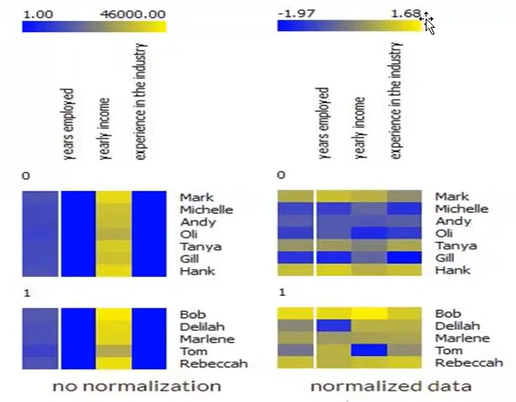 1.00 46000.00
years employed
yearly income
experience in the industry
0
Mark
Michelle
Andy
Oli
Tanya
Gill
Hank
1
Bob
Delilah
Marlene
Tom
Rebeccah
no normalization
-1.97 1.68
years employed
yearly income
experience in the industry
0
Mark
Michelle
Andy
Oli
Tanya
Gill
Hank
1
Bob
Delilah
Marlene
Tom
Rebeccah
normalized data